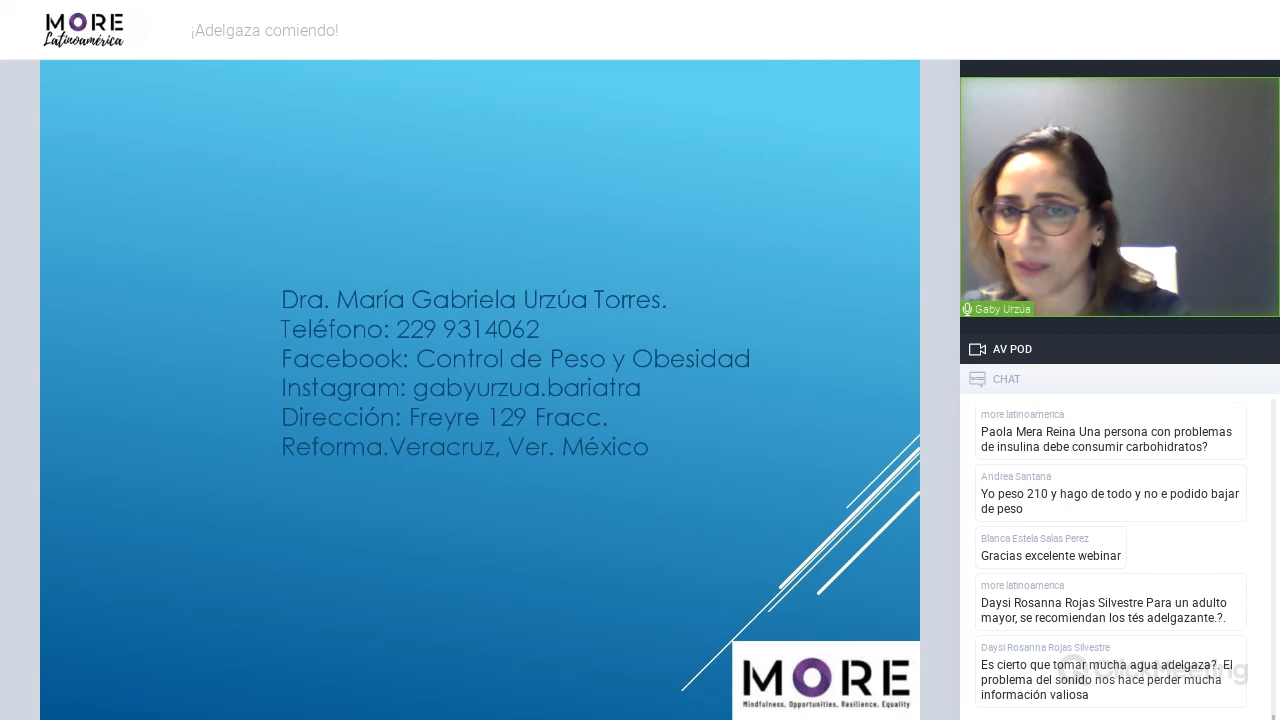 MORE
Latinoamérica
¡Adelgaza comiendo!
Dra. María Gabriela Urzúa Torres.
Teléfono: 229 9314062
Facebook: Control de Peso y Obesidad
Instagram: gabyurzua.bariatra
Dirección: Freyre 129 Fracc.
Reforma.Veracruz, Ver. México
MORE
Mindfulness, Opportunities, Resilience, Equality
Gaby Urzúa
AV POD
CHAT
more latinoamerica
Paola Mera Reina Una persona con problemas
de insulina debe consumir carbohidratos?
Andrea Santana
Yo peso 210 y hago de todo y no e podido bajar
de peso
Blanca Estela Salas Perez
Gracias excelente webinar
more latinoamerica
Daysi Rosanna Rojas Silvestre Para un adulto
mayor, se recomiendan los tés adelgazante.?.
Daysi Rosanna Rojas Silvestre
Es cierto que tomar mucha agua adelgaza?. El
problema del sonido nos hace perder mucha
información valiosa
ClickMeeting